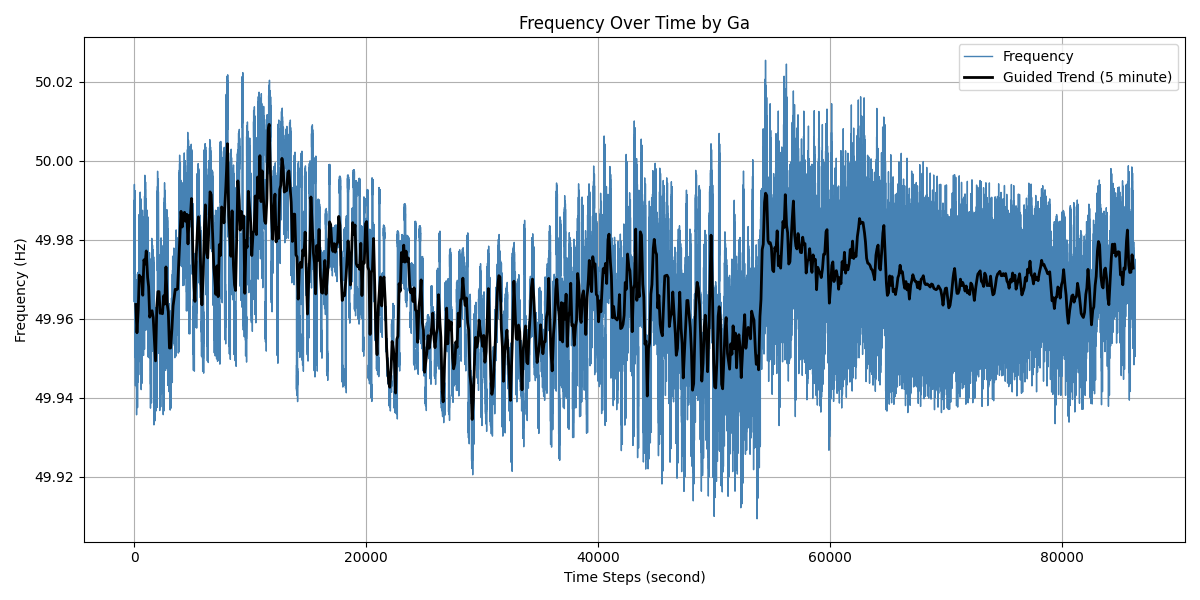 Frequency Over Time by Ga
Frequency
Guided Trend (5 minute)
Frequency (Hz)
50.02
50.00
49.98
49.96
49.94
49.92
0 20000 40000 60000 80000
Time Steps (second)